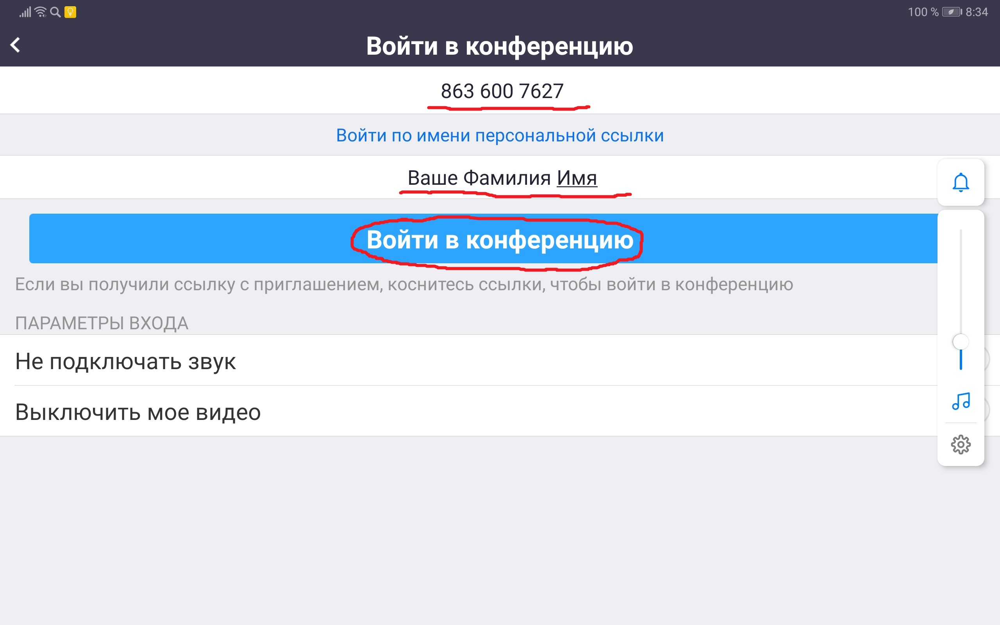 100 % 8:34
Войти в конференцию
863 600 7627
Войти по имени персональной ссылки
Ваше Фамилия Имя
Войти в конференцию
Если вы получили ссылку с приглашением, коснитесь ссылки, чтобы войти в конференцию
ПАРАМЕТРЫ ВХОДА
Не подключать звук
Выключить мое видео